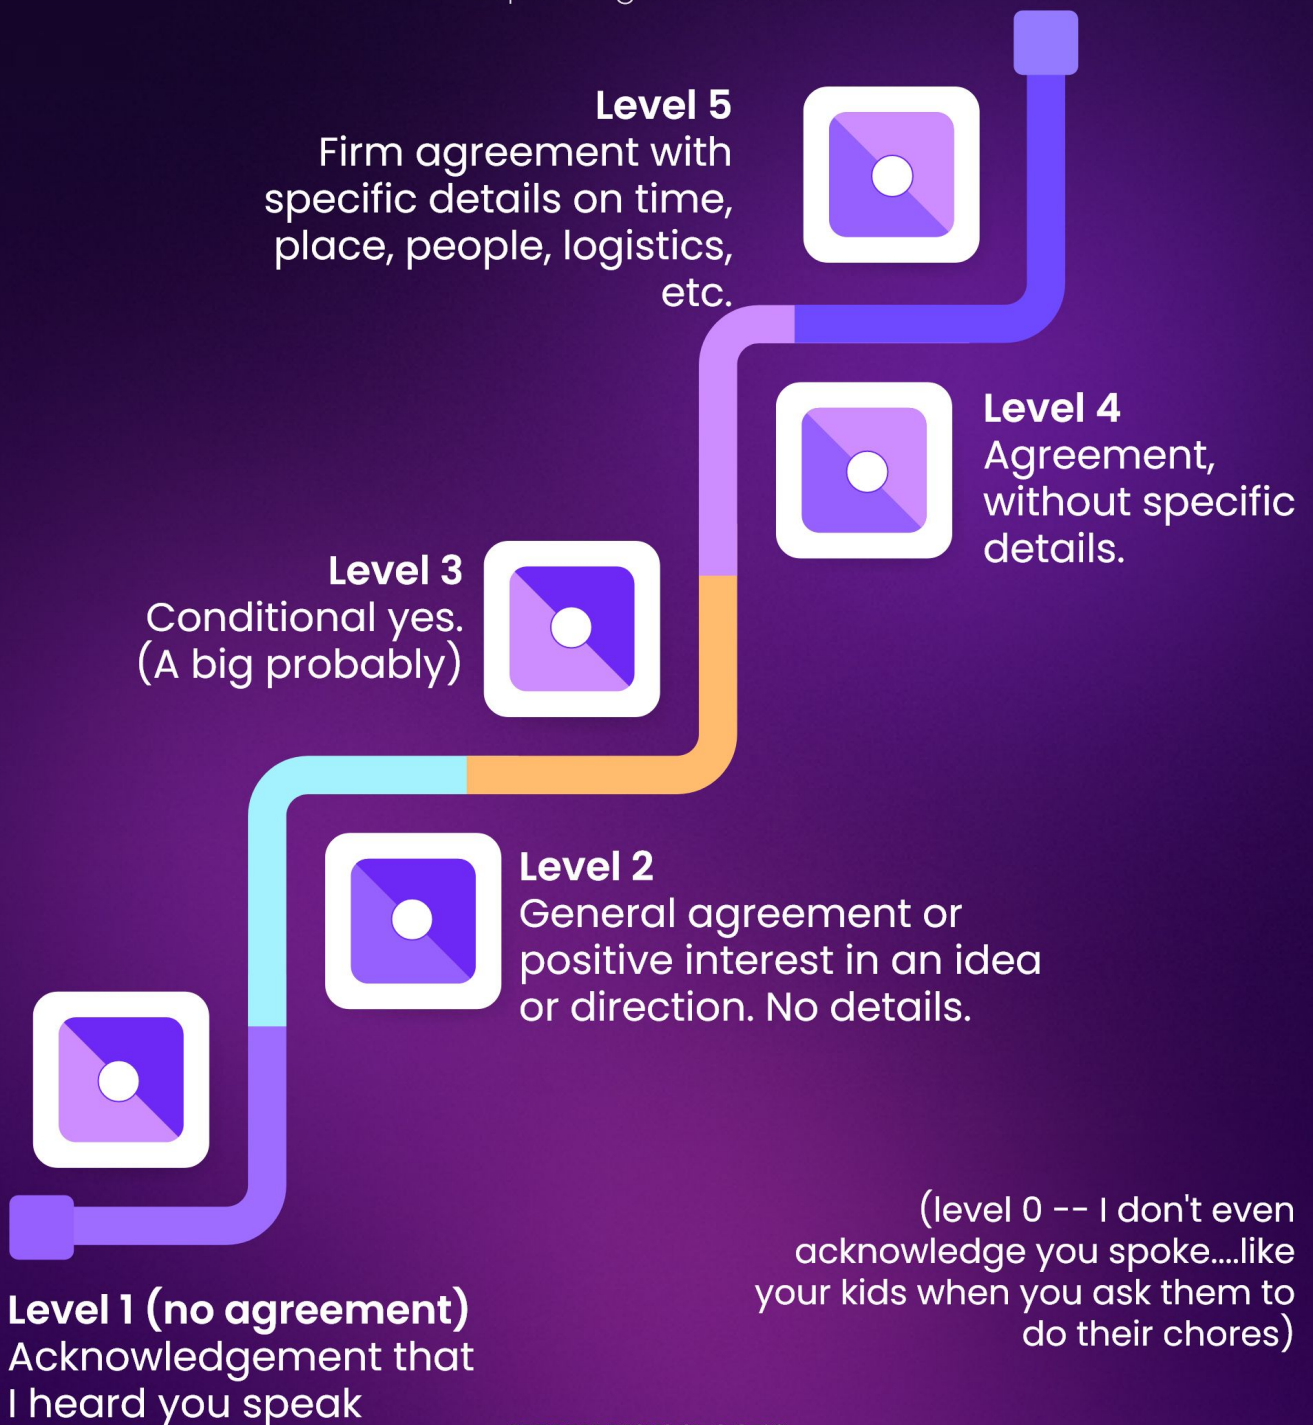 Level 5
Firm agreement with
specific details on time,
place, people, logistics,
etc.
Level 4
Agreement,
without specific
details.
Level 3
Conditional yes.
(A big probably)
Level 2
General agreement or
positive interest in an idea
or direction. No details.
Level 1 (no agreement)
Acknowledgement that
I heard you speak
(level 0 -- I don't even
acknowledge you spoke....like
your kids when you ask them to
do their chores)